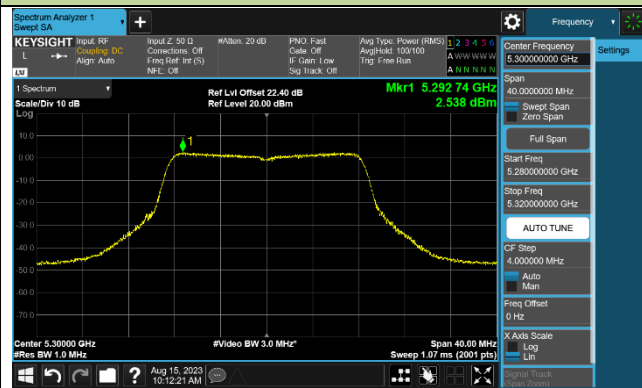 Spectrum Analyzer 1
Swept SA
+
Frequency
KEYSIGHT
L
LXI
Input: RF
Coupling: DC
Align: Auto
Input Z: 50 Ω
Corrections: Off
Freq Ref: Int (S)
NFE: Off
#Atten: 20 dB
PNO: Fast
Gate: Off
IF Gain: Low
Sig Track: Off
Avg Type: Power (RMS)
Avg|Hold: 100/100
Trig: Free Run
1 2 3 4 5 6
A W W W W W
A N N N N N
1 Spectrum
Scale/Div 10 dB
Log
Ref Lvl Offset 22.40 dB
Ref Level 20.00 dBm
Mkr1 5.292 74 GHz
2.538 dBm
1
10.0
0.00
-10.0
-20.0
-30.0
-40.0
-50.0
-60.0
-70.0
Center 5.30000 GHz
#Res BW 1.0 MHz
#Video BW 3.0 MHz*
Span 40.00 MHz
Sweep 1.07 ms (2001 pts)
Aug 15, 2023
10:12:21 AM
Center Frequency
5.300000000 GHz
Span
40.0000000 MHz
Swept Span
Zero Span
Full Span
Start Freq
5.280000000 GHz
Stop Freq
5.320000000 GHz
AUTO TUNE
CF Step
4.000000 MHz
Auto
Man
Freq Offset
0 Hz
X Axis Scale
Log
Lin
Signal Track
(Span Zoom)
Settings